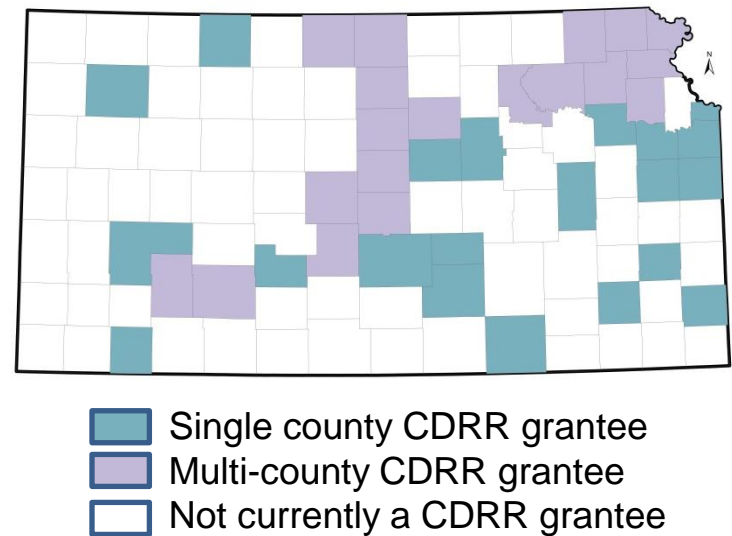 N
Single county CDRR grantee
Multi-county CDRR grantee
Not currently a CDRR grantee